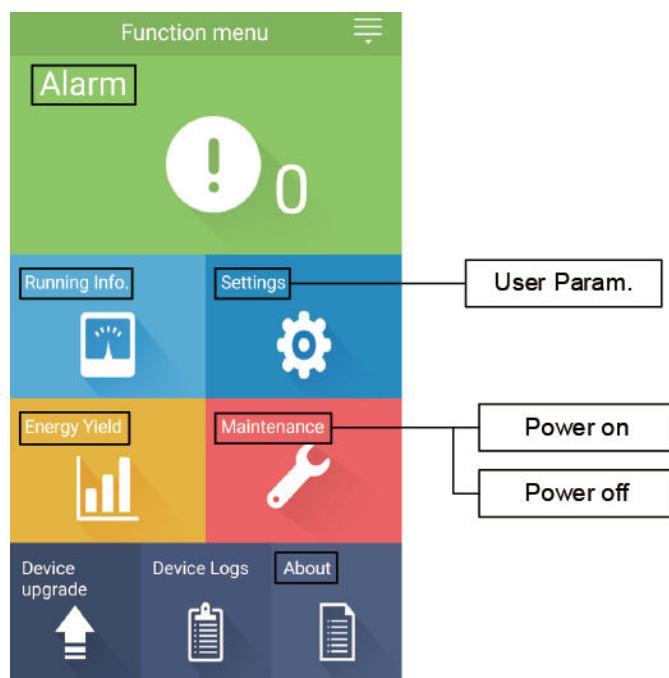 Function menu
Alarm
0
Running Info.
Settings
User Param.
Energy Yield
Maintenance
Power on
Power off
Device
upgrade
Device Logs
About